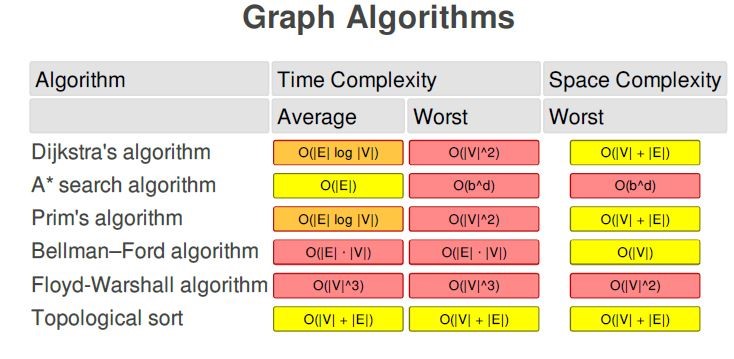 Graph Algorithms
Algorithm Time Complexity Space Complexity
Average Worst Worst
Dijkstra's algorithm O(|E| log |V|) O(|V|^2) O(|V| + |E|)
A* search algorithm O(|E|) O(b^d) O(b^d)
Prim's algorithm O(|E| log |V|) O(|V|^2) O(|V| + |E|)
Bellman–Ford algorithm O(|E| · |V|) O(|E| · |V|) O(|V|)
Floyd-Warshall algorithm O(|V|^3) O(|V|^3) O(|V|^2)
Topological sort O(|V| + |E|) O(|V| + |E|) O(|V| + |E|)